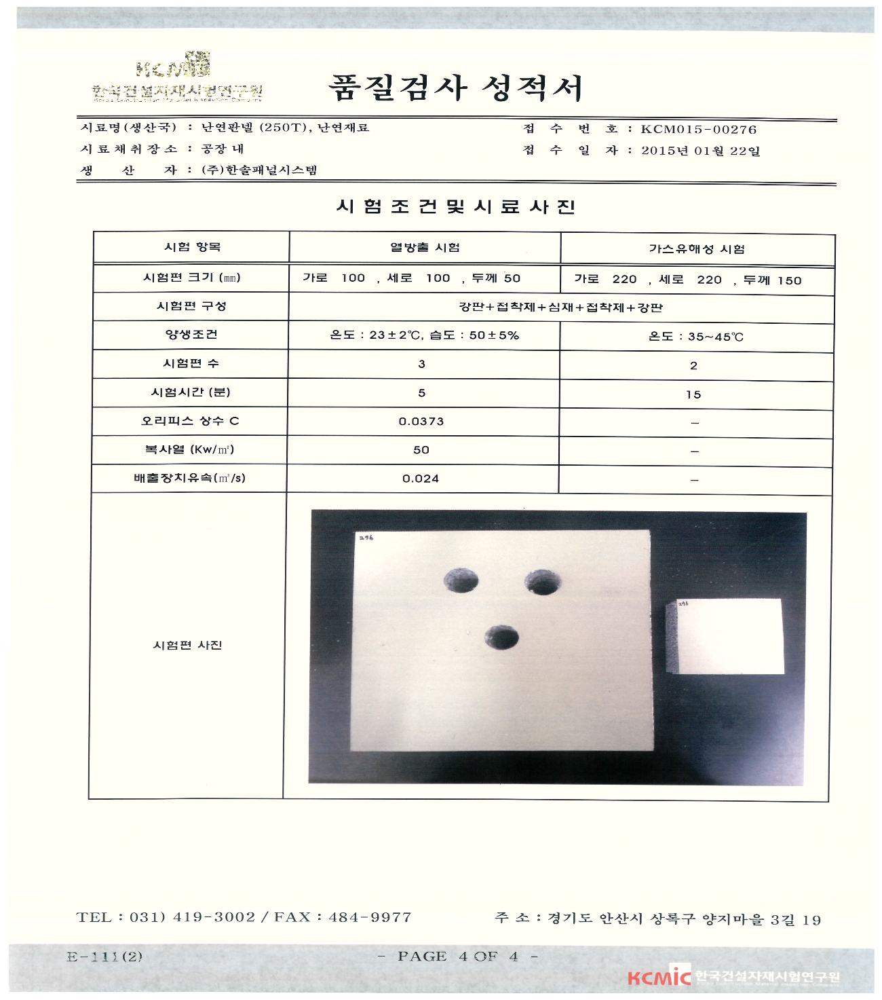 KCMIC
한국건설자재시험연구원
Korea Construction Material Inspection Company
품질검사 성적서
시료명(생산국) : 난연판넬 (250T), 난연재료
접 수 번 호 : KCM015-00276
시료채취장소 : 공장 내
접 수 일 자 : 2015년 01월 22일
생 산 자 : (주)한솔패널시스템
시험조건및시료사진
시험 항목 열방출 시험 가스유해성 시험
시험편 크기 (㎜) 가로 100 , 세로 100 , 두께 50 가로 220 , 세로 220 , 두께 150
시험편 구성 강판+접착제+심재+접착제+강판
양생조건 온도 : 23±2℃, 습도 : 50±5% 온도 : 35~45℃
시험편 수 3 2
시험시간 (분) 5 15
오리피스 상수 C 0.0373 –
복사열 (Kw/㎡) 50 –
배출장치유속(㎥/s) 0.024 –
시험편 사진
276
276
TEL : 031) 419-3002 / FAX : 484-9977
주 소 : 경기도 안산시 상록구 양지마을 3길 19
E-111(2)
- PAGE 4 OF 4 -
KCMIC 한국건설자재시험연구원